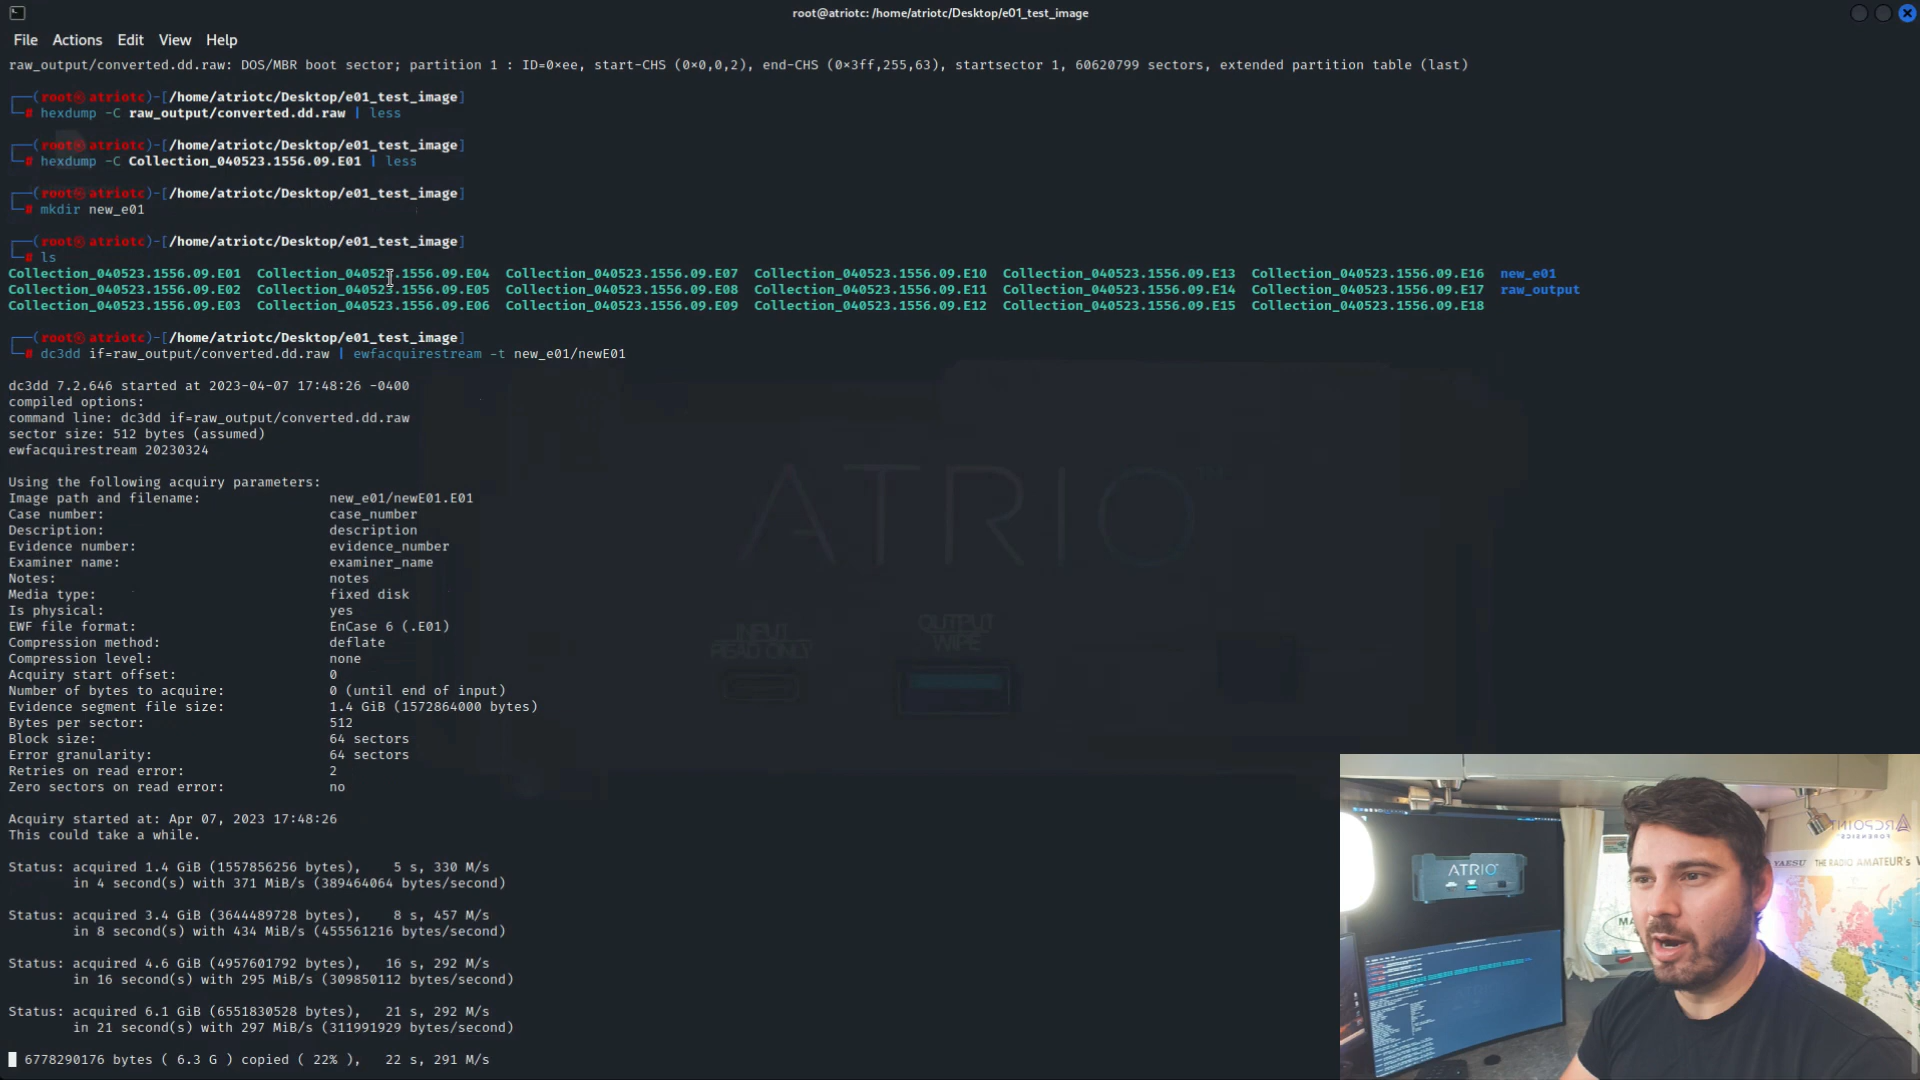 root@atriotc: /home/atriotc/Desktop/e01_test_image
File Actions Edit View Help
raw_output/converted.dd.raw: DOS/MBR boot sector; partition 1 : ID=0×ee, start-CHS (0×0,0,2), end-CHS (0×3ff,255,63), startsector 1, 60620799 sectors, extended partition table (last)
┌──(root㉿atriotc)-[/home/atriotc/Desktop/e01_test_image]
└─# hexdump -C raw_output/converted.dd.raw | less
┌──(root㉿atriotc)-[/home/atriotc/Desktop/e01_test_image]
└─# hexdump -C Collection_040523.1556.09.E01 | less
┌──(root㉿atriotc)-[/home/atriotc/Desktop/e01_test_image]
└─# mkdir new_e01
┌──(root㉿atriotc)-[/home/atriotc/Desktop/e01_test_image]
└─# ls
Collection_040523.1556.09.E01 Collection_040523.1556.09.E04 Collection_040523.1556.09.E07 Collection_040523.1556.09.E10 Collection_040523.1556.09.E13 Collection_040523.1556.09.E16 new_e01
Collection_040523.1556.09.E02 Collection_040523.1556.09.E05 Collection_040523.1556.09.E08 Collection_040523.1556.09.E11 Collection_040523.1556.09.E14 Collection_040523.1556.09.E17 raw_output
Collection_040523.1556.09.E03 Collection_040523.1556.09.E06 Collection_040523.1556.09.E09 Collection_040523.1556.09.E12 Collection_040523.1556.09.E15 Collection_040523.1556.09.E18
┌──(root㉿atriotc)-[/home/atriotc/Desktop/e01_test_image]
└─# dc3dd if=raw_output/converted.dd.raw | ewfacquirestream -t new_e01/newE01
dc3dd 7.2.646 started at 2023-04-07 17:48:26 -0400
compiled options:
command line: dc3dd if=raw_output/converted.dd.raw
sector size: 512 bytes (assumed)
ewfacquirestream 20230324
Using the following acquiry parameters:
Image path and filename: new_e01/newE01.E01
Case number: case_number
Description: description
Evidence number: evidence_number
Examiner name: examiner_name
Notes: notes
Media type: fixed disk
Is physical: yes
EWF file format: EnCase 6 (.E01)
Compression method: deflate
Compression level: none
Acquiry start offset: 0
Number of bytes to acquire: 0 (until end of input)
Evidence segment file size: 1.4 GiB (1572864000 bytes)
Bytes per sector: 512
Block size: 64 sectors
Error granularity: 64 sectors
Retries on read error: 2
Zero sectors on read error: no
Acquiry started at: Apr 07, 2023 17:48:26
This could take a while.
Status: acquired 1.4 GiB (1557856256 bytes), 5 s, 330 M/s
in 4 second(s) with 371 MiB/s (389464064 bytes/second)
Status: acquired 3.4 GiB (3644489728 bytes), 8 s, 457 M/s
in 8 second(s) with 434 MiB/s (455561216 bytes/second)
Status: acquired 4.6 GiB (4957601792 bytes), 16 s, 292 M/s
in 16 second(s) with 295 MiB/s (309850112 bytes/second)
Status: acquired 6.1 GiB (6551830528 bytes), 21 s, 292 M/s
in 21 second(s) with 297 MiB/s (311991929 bytes/second)
6778290176 bytes ( 6.3 G ) copied ( 22% ), 22 s, 291 M/s
ATRIO™
INPUT
READ ONLY
OUTPUT
WIPE
ATRIO
ARCPOINT
FORENSICS
YAESU THE RADIO AMATEUR'S